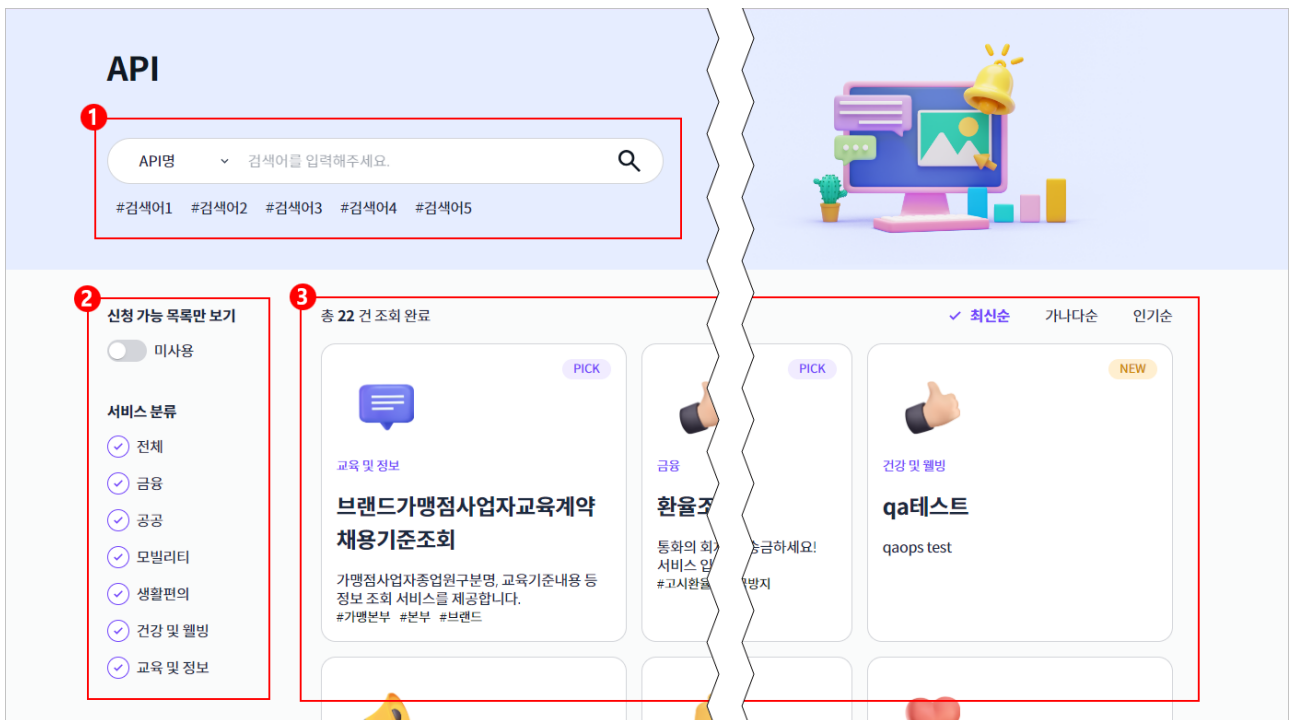 API
1
API명 검색어를 입력해주세요.
#검색어1 #검색어2 #검색어3 #검색어4 #검색어5
2
신청 가능 목록만 보기
미사용
서비스 분류
전체
금융
공공
모빌리티
생활편의
건강 및 웰빙
교육 및 정보
3
총 22 건 조회 완료
최신순 가나다순 인기순
PICK
교육 및 정보
브랜드가맹점사업자교육계약
채용기준조회
가맹점사업자종업원구분명, 교육기준내용 등
정보 조회 서비스를 제공합니다.
#가맹본부 #본부 #브랜드
PICK
금융
환율조
통화의 송금하세요!
서비스
#고시환율
NEW
건강 및 웰빙
qa테스트
qaops test